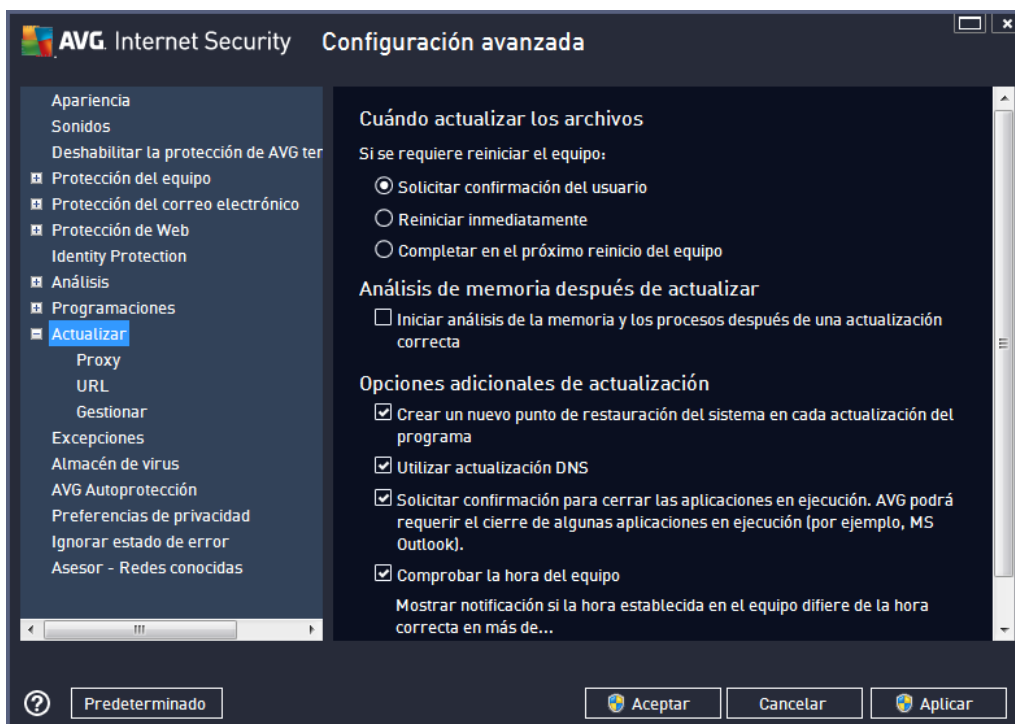 AVG. Internet Security Configuración avanzada
Apariencia
Sonidos
Deshabilitar la protección de AVG ter
Protección del equipo
Protección del correo electrónico
Protección de Web
Identity Protection
Análisis
Programaciones
Actualizar
Proxy
URL
Gestionar
Excepciones
Almacén de virus
AVG Autoprotección
Preferencias de privacidad
Ignorar estado de error
Asesor - Redes conocidas
Cuándo actualizar los archivos
Si se requiere reiniciar el equipo:
Solicitar confirmación del usuario
Reiniciar inmediatamente
Completar en el próximo reinicio del equipo
Análisis de memoria después de actualizar
Iniciar análisis de la memoria y los procesos después de una actualización
correcta
Opciones adicionales de actualización
Crear un nuevo punto de restauración del sistema en cada actualización del
programa
Utilizar actualización DNS
Solicitar confirmación para cerrar las aplicaciones en ejecución. AVG podrá
requerir el cierre de algunas aplicaciones en ejecución (por ejemplo, MS
Outlook).
Comprobar la hora del equipo
Mostrar notificación si la hora establecida en el equipo difiere de la hora
correcta en más de...
Predeterminado
Aceptar
Cancelar
Aplicar